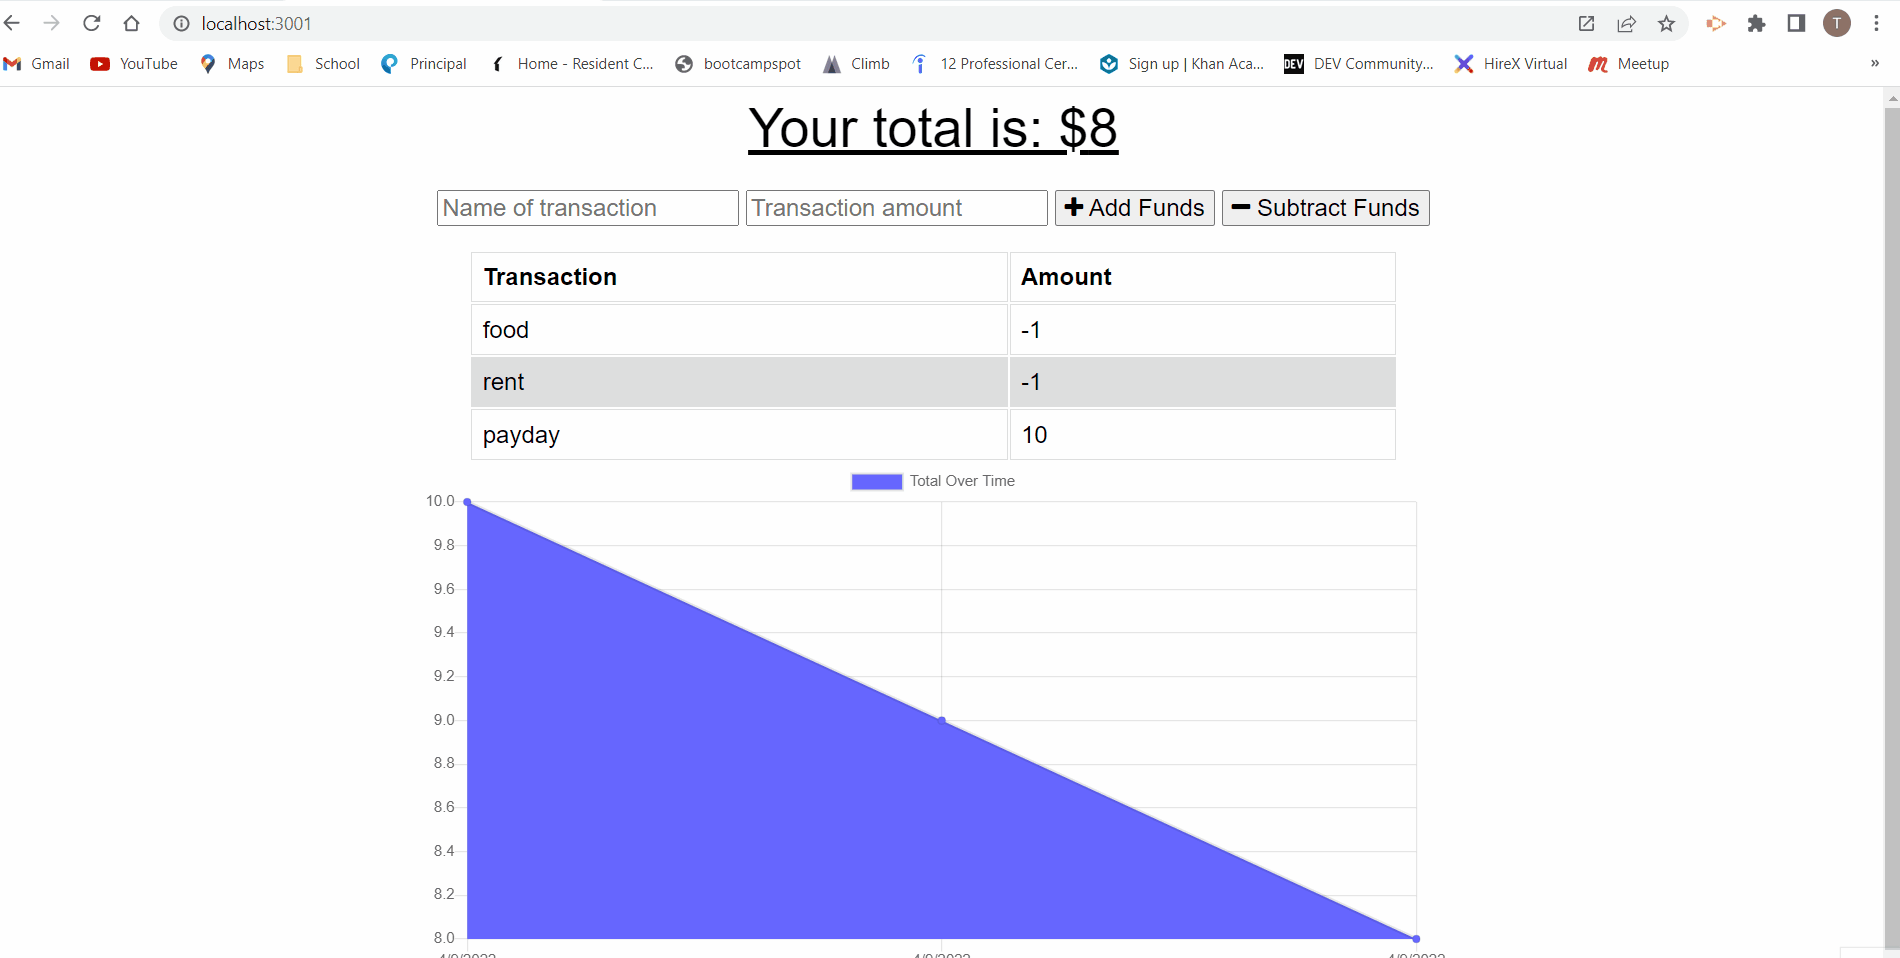 localhost:3001
T
Gmail YouTube Maps School Principal Home - Resident C... bootcampspot Climb 12 Professional Cer... Sign up | Khan Aca... DEV DEV Community... HireX Virtual Meetup »
Your total is: $8
Name of transaction Transaction amount Add Funds Subtract Funds
Transaction Amount
food -1
rent -1
payday 10
Total Over Time
10.0
9.8
9.6
9.4
9.2
9.0
8.8
8.6
8.4
8.2
8.0